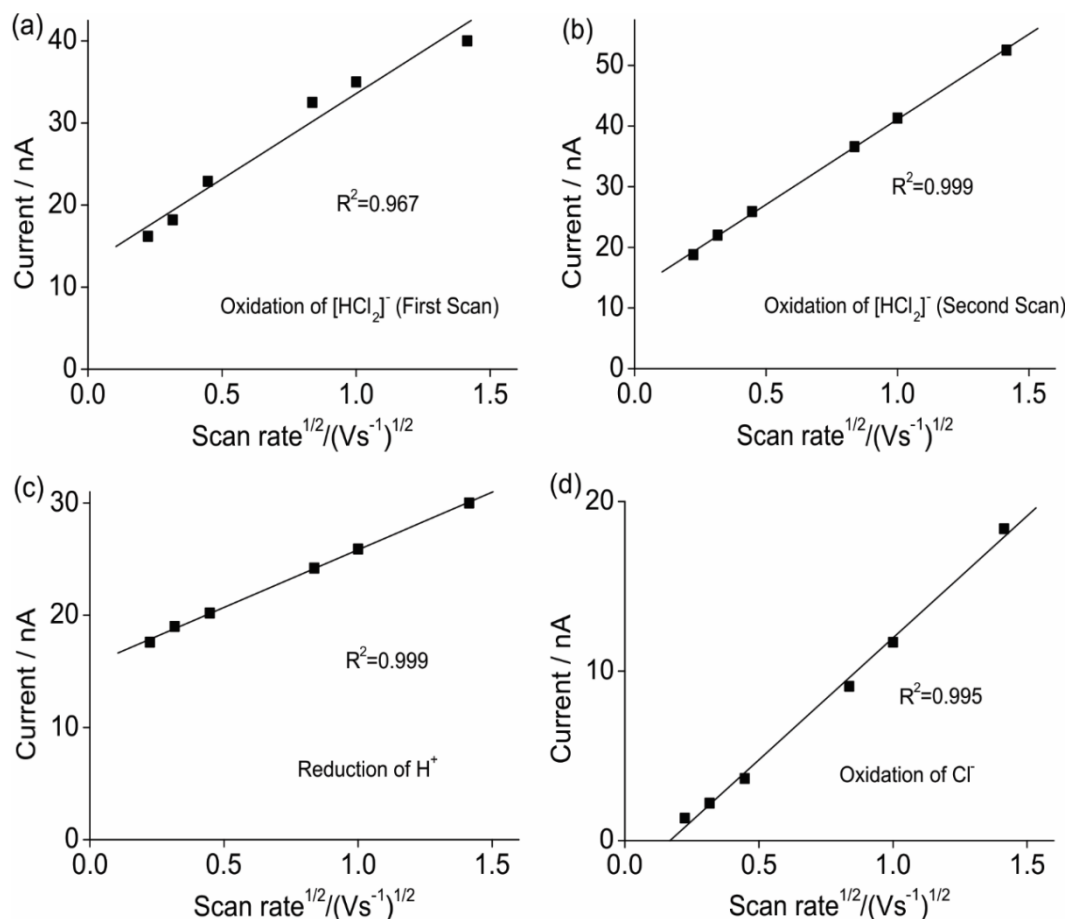 (a)
40
30
20
10
0
Current / nA
R²=0.967
Oxidation of [HCl₂]⁻ (First Scan)
0.0 0.5 1.0 1.5
Scan rate^1/2/(Vs⁻¹)^1/2
(b)
50
40
30
20
10
0
Current / nA
R²=0.999
Oxidation of [HCl₂]⁻ (Second Scan)
0.0 0.5 1.0 1.5
Scan rate^1/2/(Vs⁻¹)^1/2
(c)
30
20
10
0
Current / nA
R²=0.999
Reduction of H⁺
0.0 0.5 1.0 1.5
Scan rate^1/2/(Vs⁻¹)^1/2
(d)
20
10
0
Current / nA
R²=0.995
Oxidation of Cl⁻
0.0 0.5 1.0 1.5
Scan rate^1/2/(Vs⁻¹)^1/2